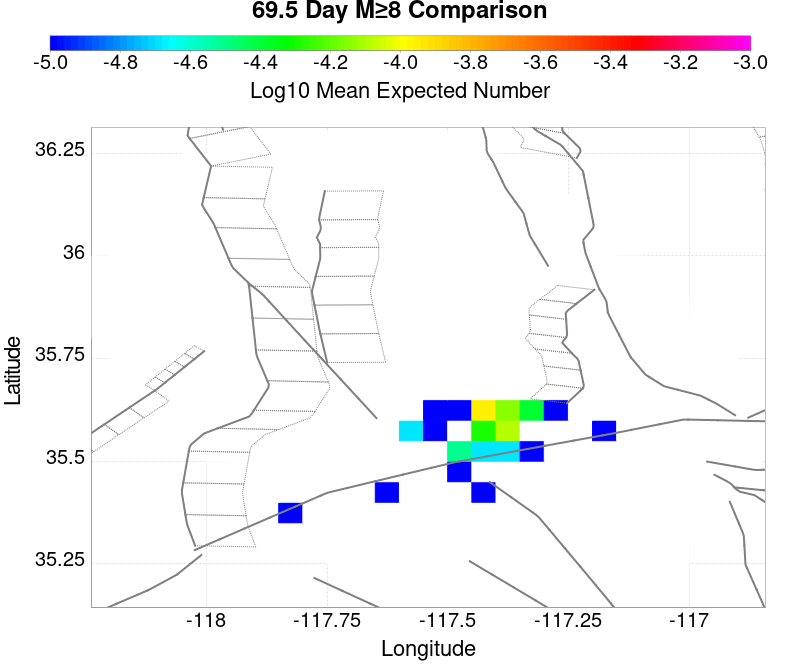 69.5 Day M≥8 Comparison
-5.0 -4.8 -4.6 -4.4 -4.2 -4.0 -3.8 -3.6 -3.4 -3.2 -3.0
Log10 Mean Expected Number
36.25
36
35.75
35.5
35.25
Latitude
-118 -117.75 -117.5 -117.25 -117
Longitude